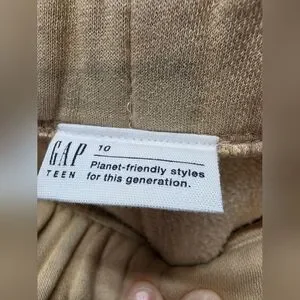 GAP
TEEN
10
Planet-friendly styles
for this generation.